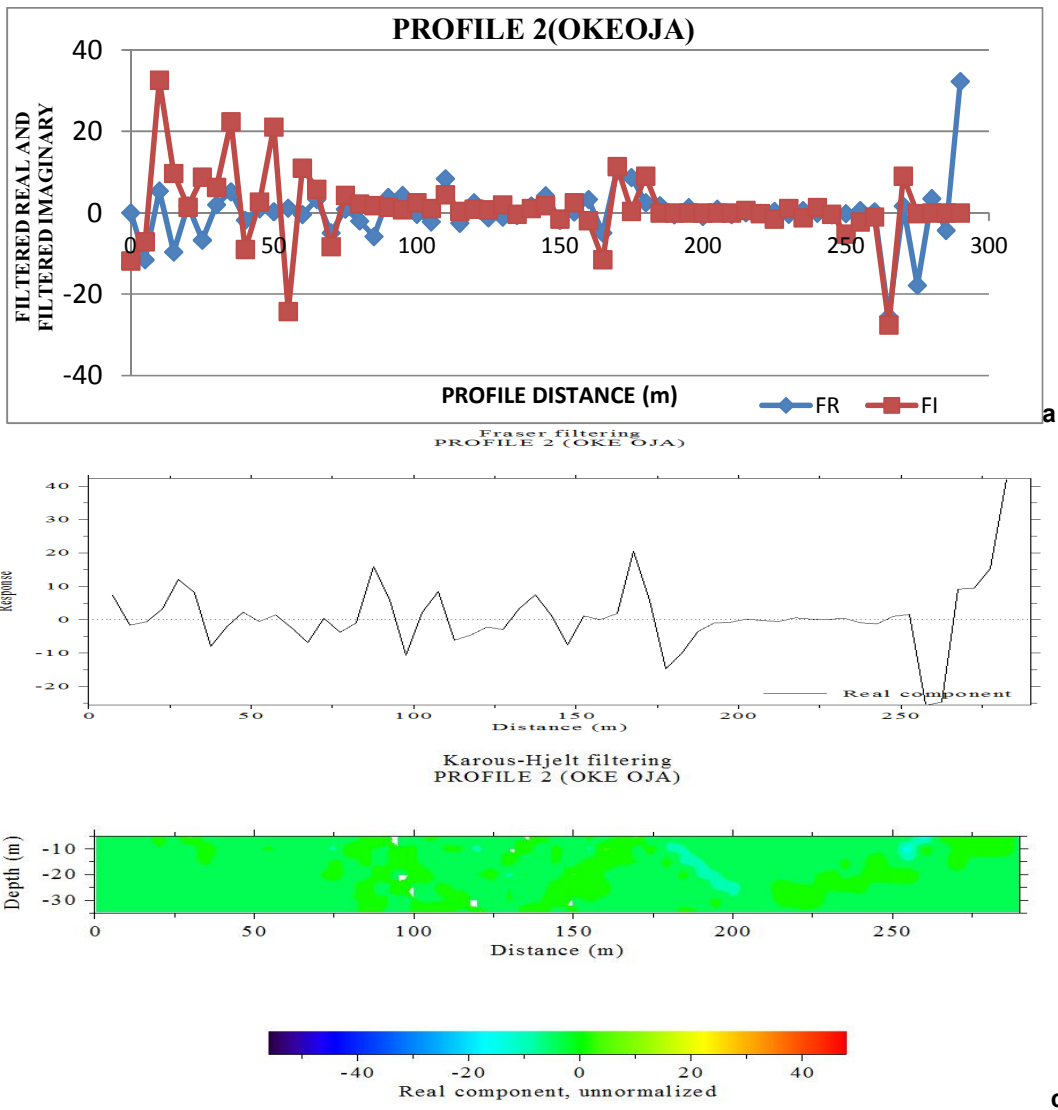 PROFILE 2(OKEOJA)
40
20
0
-20
-40
FILTERED REAL AND
FILTERED IMAGINARY
0 50 100 150 200 250 300
PROFILE DISTANCE (m)
FR FI
a
Fraser filtering
PROFILE 2 (OKE OJA)
40
30
20
10
0
-10
-20
Response
Real component
0 50 100 150 200 250
Distance (m)
Karous-Hjelt filtering
PROFILE 2 (OKE OJA)
Depth (m)
-10
-20
-30
0 50 100 150 200 250
Distance (m)
-40 -20 0 20 40
Real component, unnormalized